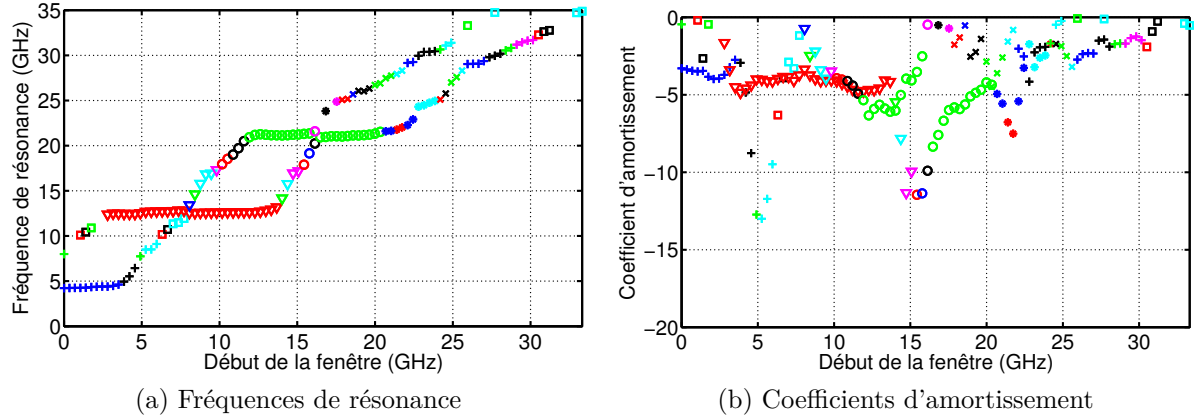 35
30
25
20
15
10
5
0
Fréquence de résonance (GHz)
0 5 10 15 20 25 30
Début de la fenêtre (GHz)
(a) Fréquences de résonance
0
−5
−10
−15
−20
Coefficient d'amortissement
0 5 10 15 20 25 30
Début de la fenêtre (GHz)
(b) Coefficients d'amortissement